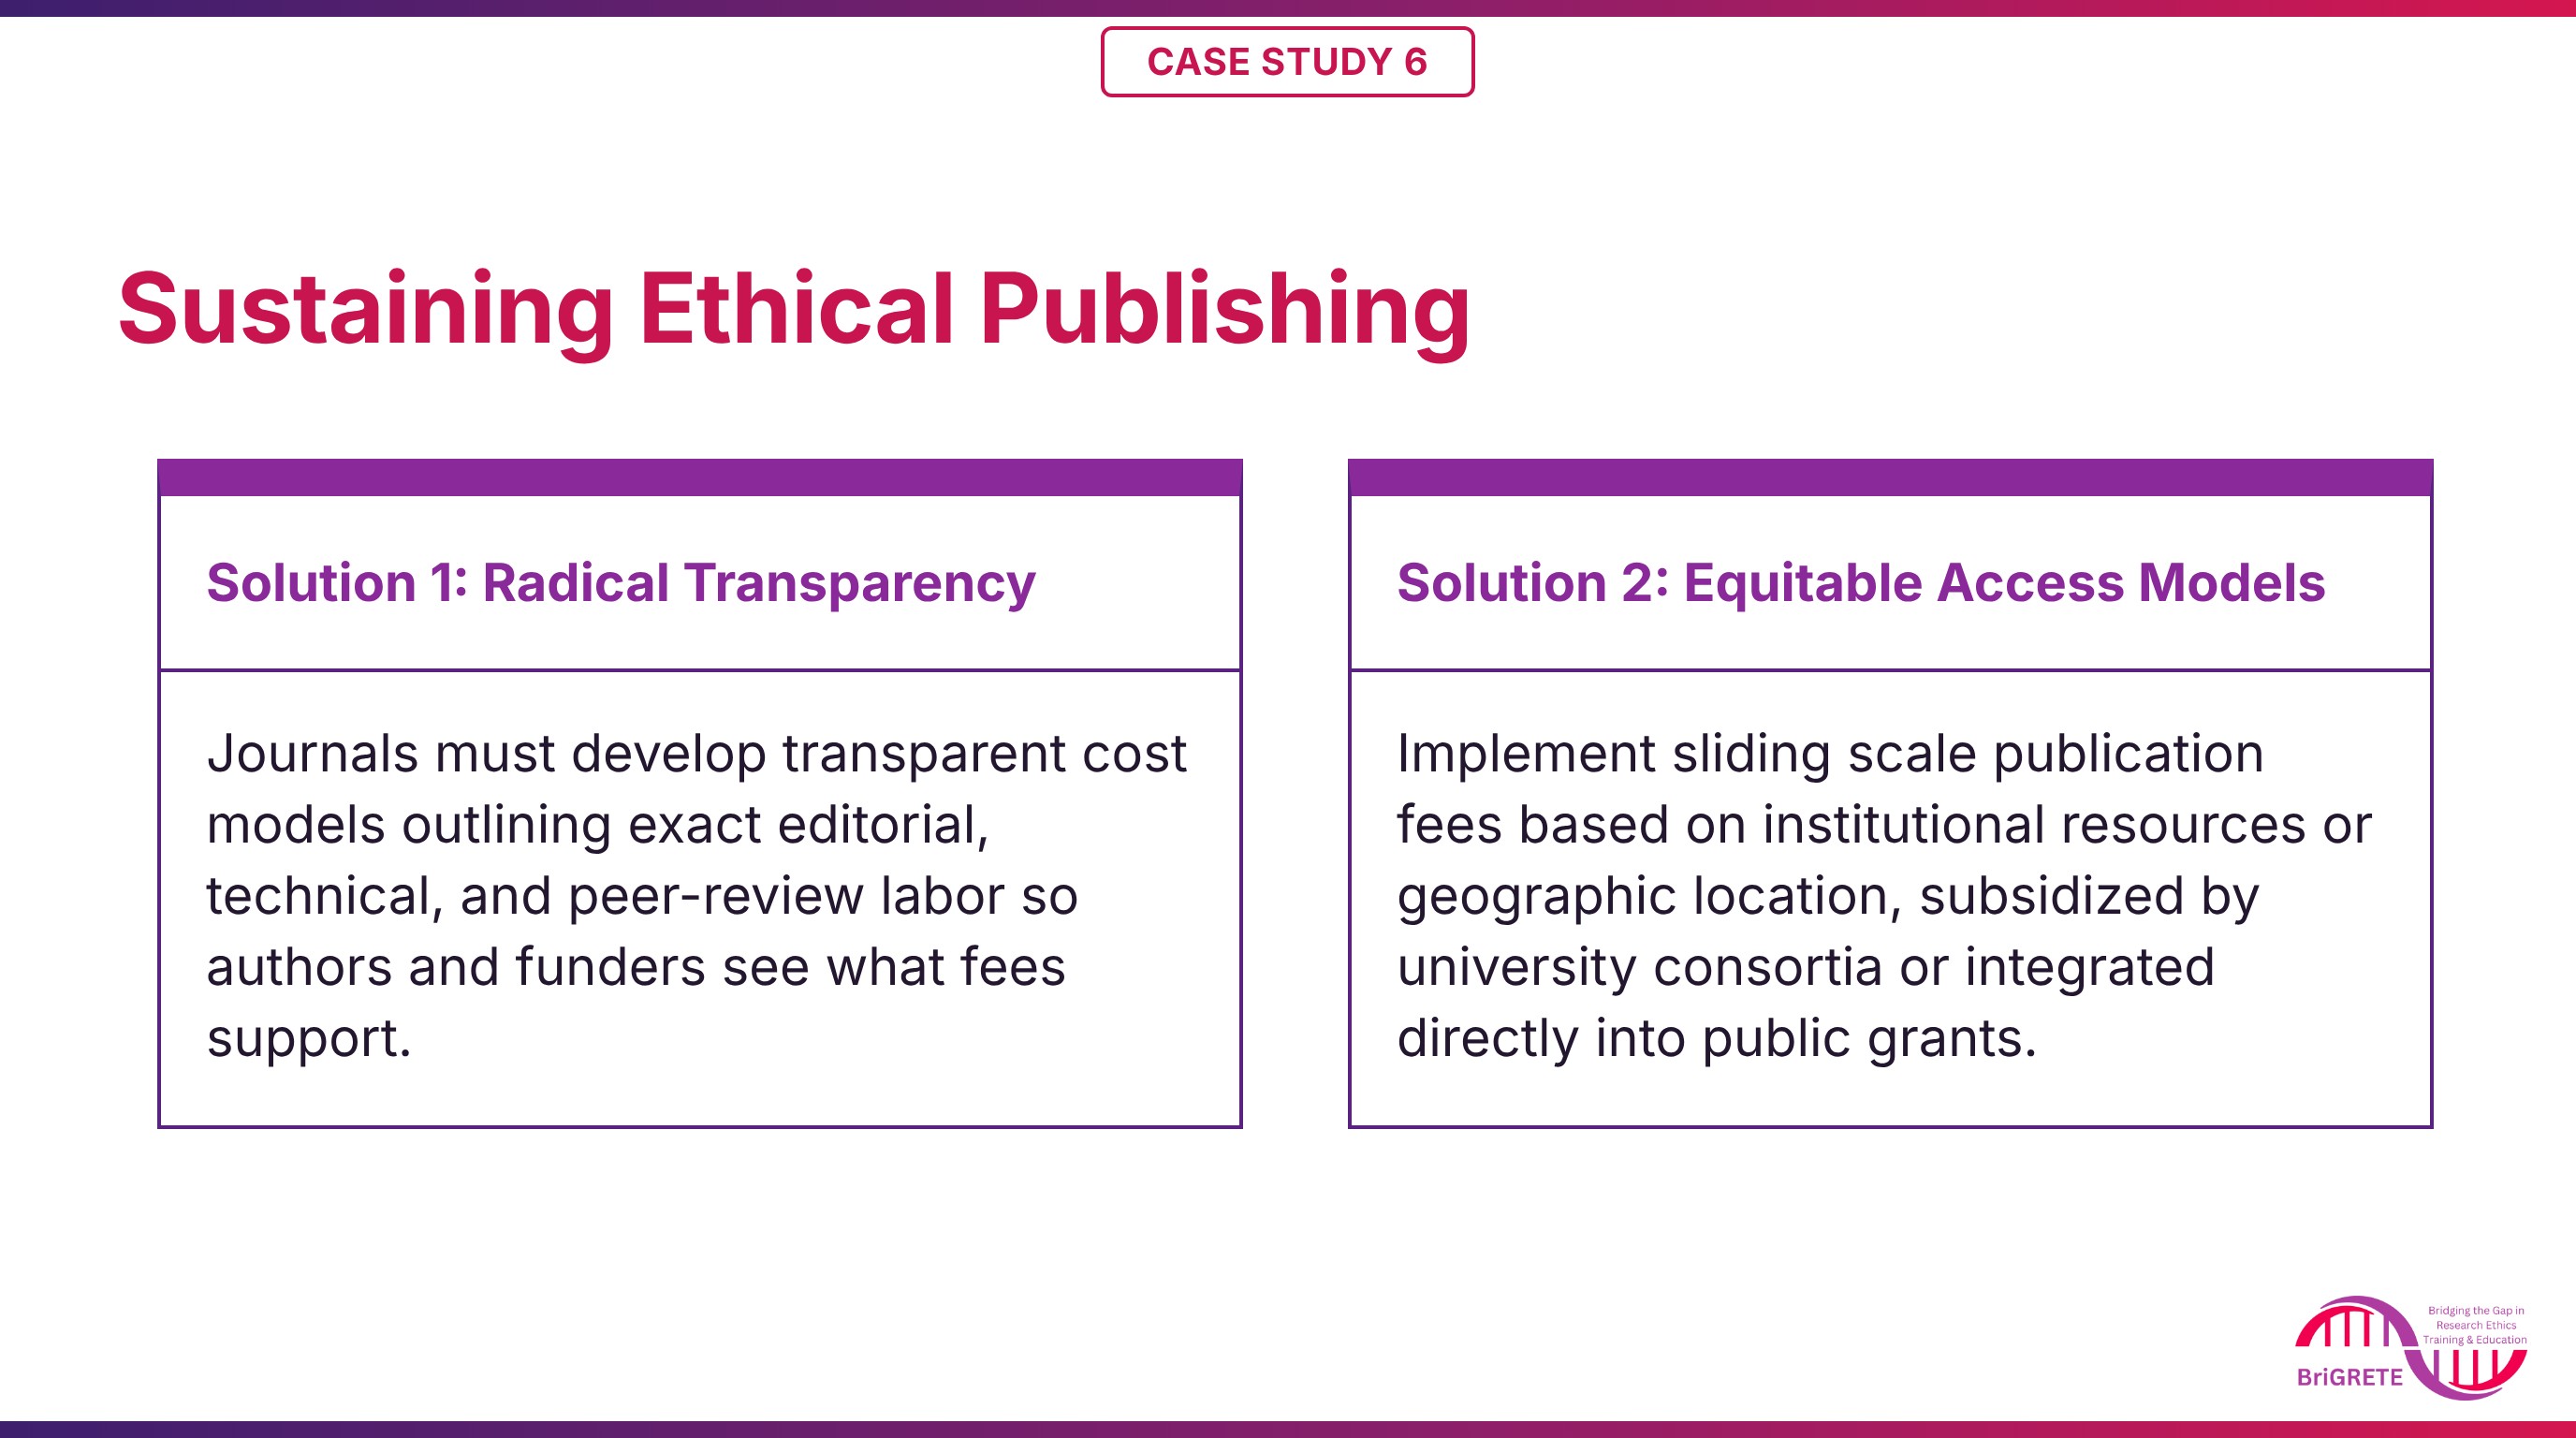 CASE STUDY 6
Sustaining Ethical Publishing
Solution 1: Radical Transparency
Journals must develop transparent cost
models outlining exact editorial,
technical, and peer-review labor so
authors and funders see what fees
support.
Solution 2: Equitable Access Models
Implement sliding scale publication
fees based on institutional resources or
geographic location, subsidized by
university consortia or integrated
directly into public grants.
Bridging the Gap in
Research Ethics
Training & Education
BriGRETE